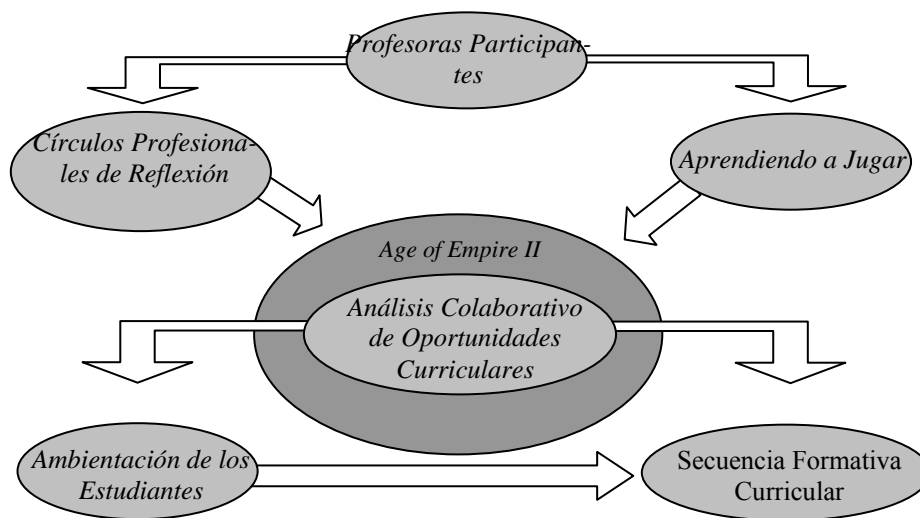 Profesoras Participan-
tes
Círculos Profesiona-
les de Reflexión
Aprendiendo a Jugar
Age of Empire II
Análisis Colaborativo
de Oportunidades
Curriculares
Ambientación de los
Estudiantes
Secuencia Formativa
Curricular